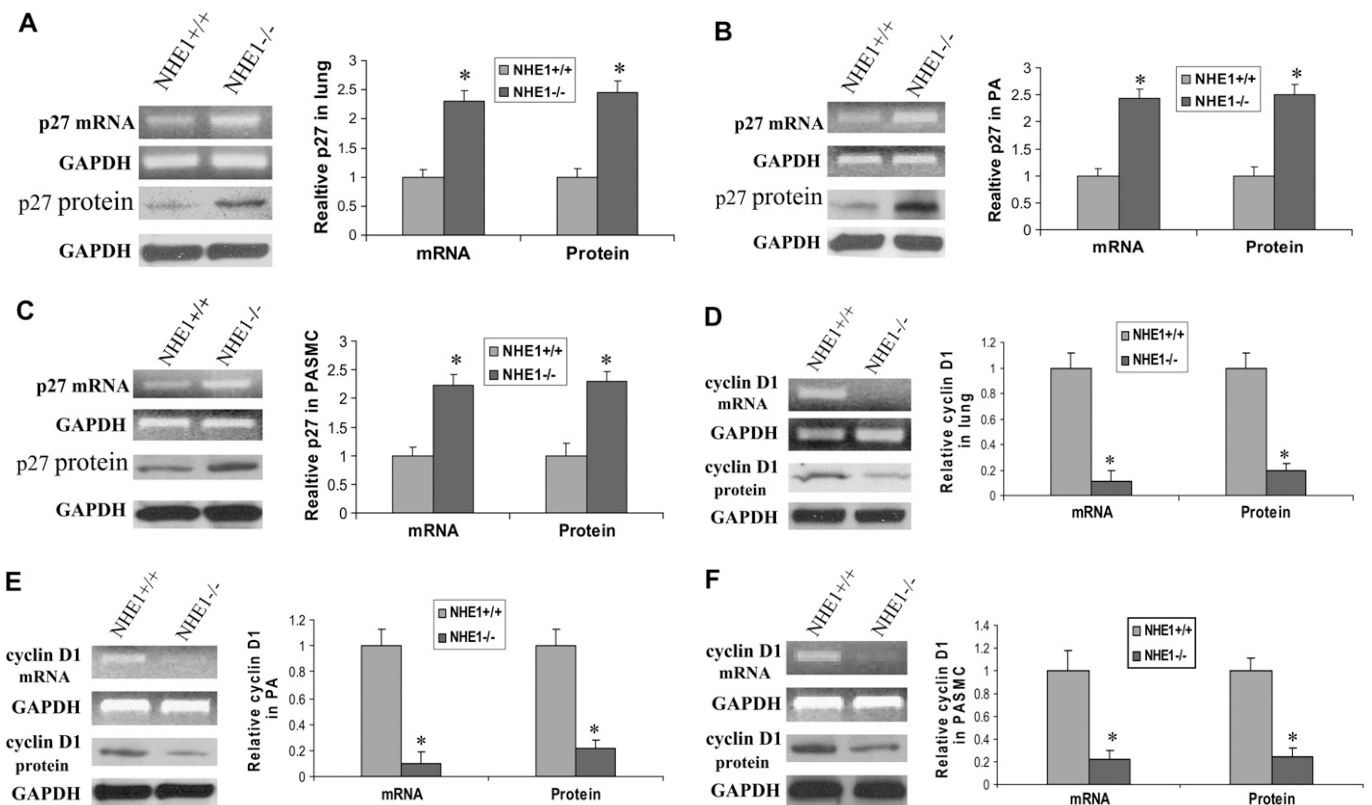 A
NHE1+/+
NHE1-/-
p27 mRNA
GAPDH
p27 protein
GAPDH
Realtive p27 in lung
3
2.5
2
1.5
1
0.5
0
NHE1+/+
NHE1-/-
*
*
mRNA
Protein
B
NHE1+/+
NHE1-/-
p27 mRNA
GAPDH
p27 protein
GAPDH
Realtive p27 in PA
3
2.5
2
1.5
1
0.5
0
NHE1+/+
NHE1-/-
*
*
mRNA
Protein
C
NHE1+/+
NHE1-/-
p27 mRNA
GAPDH
p27 protein
GAPDH
Realtive p27 in PASMC
3
2.5
2
1.5
1
0.5
0
NHE1+/+
NHE1-/-
*
*
mRNA
Protein
D
NHE1+/+
NHE1-/-
cyclin D1
mRNA
GAPDH
cyclin D1
protein
GAPDH
Relative cyclin D1
in lung
1.2
1
0.8
0.6
0.4
0.2
0
NHE1+/+
NHE1-/-
*
*
mRNA
Protein
E
NHE1+/+
NHE1-/-
cyclin D1
mRNA
GAPDH
cyclin D1
protein
GAPDH
Relative cyclin D1
in PA
1.2
1
0.8
0.6
0.4
0.2
0
NHE1+/+
NHE1-/-
*
*
mRNA
Protein
F
NHE1+/+
NHE1-/-
cyclin D1
mRNA
GAPDH
cyclin D1
protein
GAPDH
Relative cyclin D1
in PASMC
1.4
1.2
1
0.8
0.6
0.4
0.2
0
NHE1+/+
NHE1-/-
*
*
mRNA
Protein